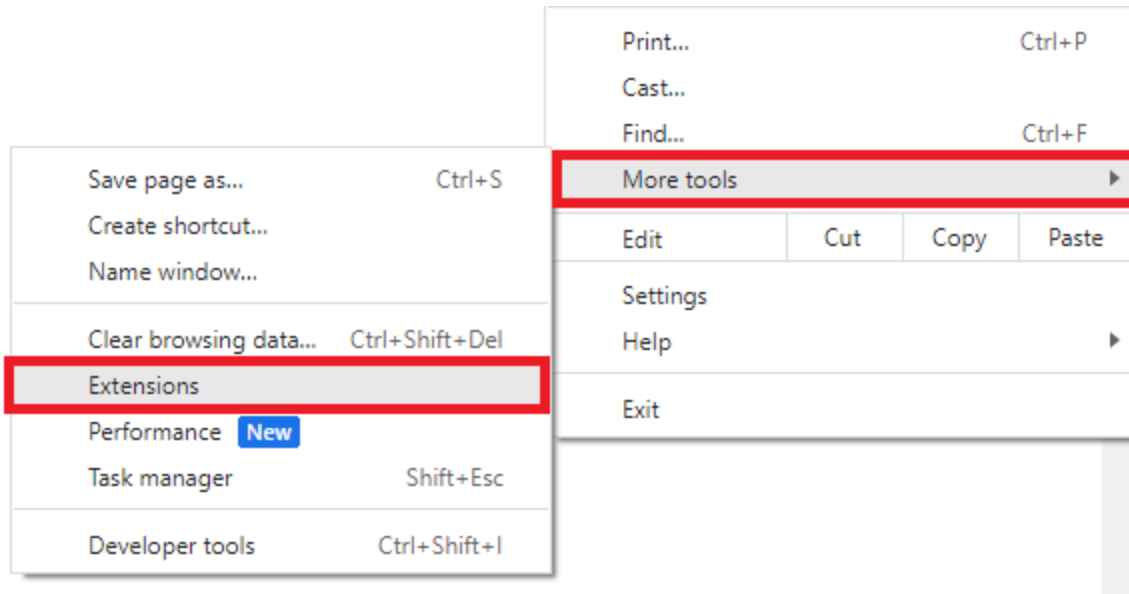 Print... Ctrl+P
Cast...
Find... Ctrl+F
More tools
Edit Cut Copy Paste
Settings
Help
Exit
Save page as... Ctrl+S
Create shortcut...
Name window...
Clear browsing data... Ctrl+Shift+Del
Extensions
Performance New
Task manager Shift+Esc
Developer tools Ctrl+Shift+I